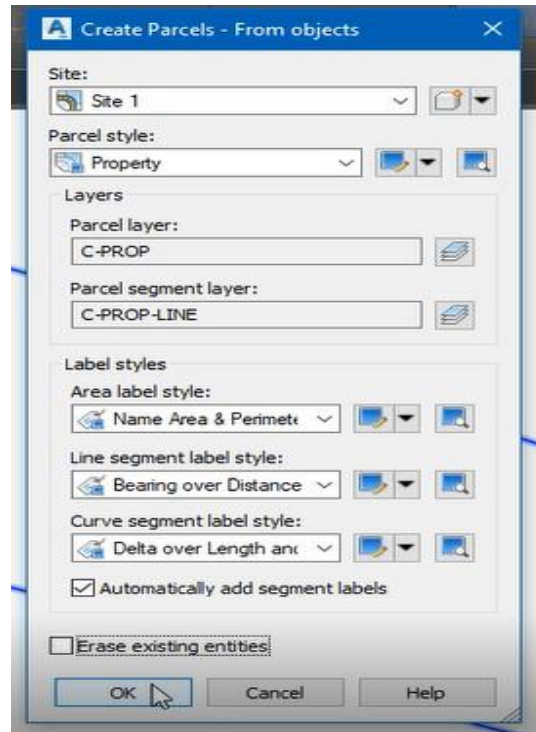 Create Parcels - From objects
Site:
Site 1
Parcel style:
Property
Layers
Parcel layer:
C-PROP
Parcel segment layer:
C-PROP-LINE
Label styles
Area label style:
Name Area & Perimete
Line segment label style:
Bearing over Distance
Curve segment label style:
Delta over Length and
Automatically add segment labels
Erase existing entities
OK Cancel Help